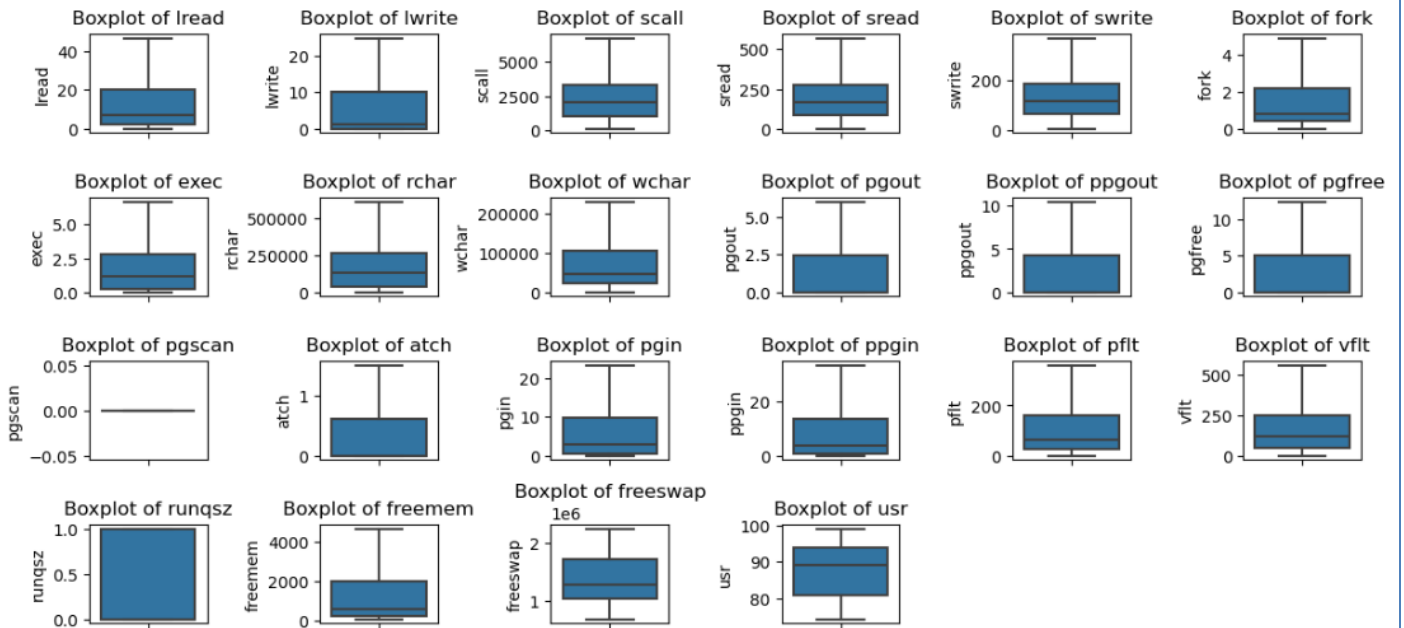 Boxplot of lread
Boxplot of lwrite
Boxplot of scall
Boxplot of sread
Boxplot of swrite
Boxplot of fork
lread
40
20
0
lwrite
20
10
0
scall
5000
2500
0
sread
500
250
0
swrite
200
0
fork
4
2
0
Boxplot of exec
Boxplot of rchar
Boxplot of wchar
Boxplot of pgout
Boxplot of ppgout
Boxplot of pgfree
exec
5.0
2.5
0.0
rchar
500000
250000
0
wchar
200000
100000
0
pgout
5.0
2.5
0.0
ppgout
10
5
0
pgfree
10
5
0
Boxplot of pgscan
Boxplot of atch
Boxplot of pgin
Boxplot of ppgin
Boxplot of pflt
Boxplot of vflt
pgscan
0.05
0.00
−0.05
atch
1
0
pgin
20
10
0
ppgin
20
0
pflt
200
0
vflt
500
250
0
Boxplot of runqsz
Boxplot of freemem
Boxplot of freeswap
Boxplot of usr
runqsz
1.0
0.5
0.0
freemem
4000
2000
0
freeswap
1e6
2
1
usr
100
90
80